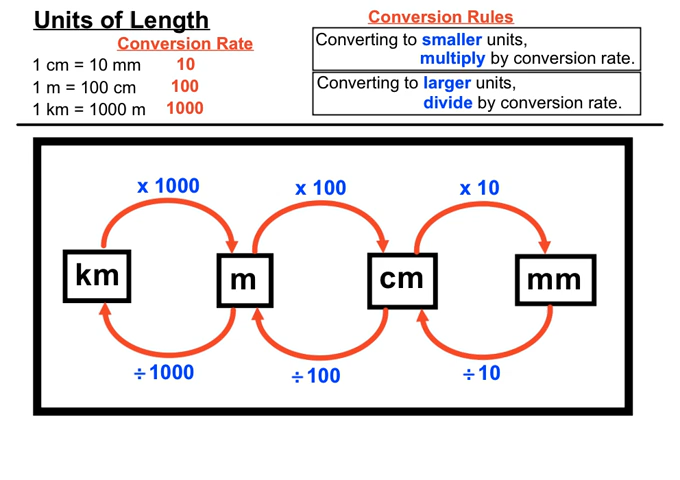 Units of Length
Conversion Rate
1 cm = 10 mm 10
1 m = 100 cm 100
1 km = 1000 m 1000
Conversion Rules
Converting to smaller units,
multiply by conversion rate.
Converting to larger units,
divide by conversion rate.
x 1000 x 100 x 10
km m cm mm
÷1000 ÷100 ÷10